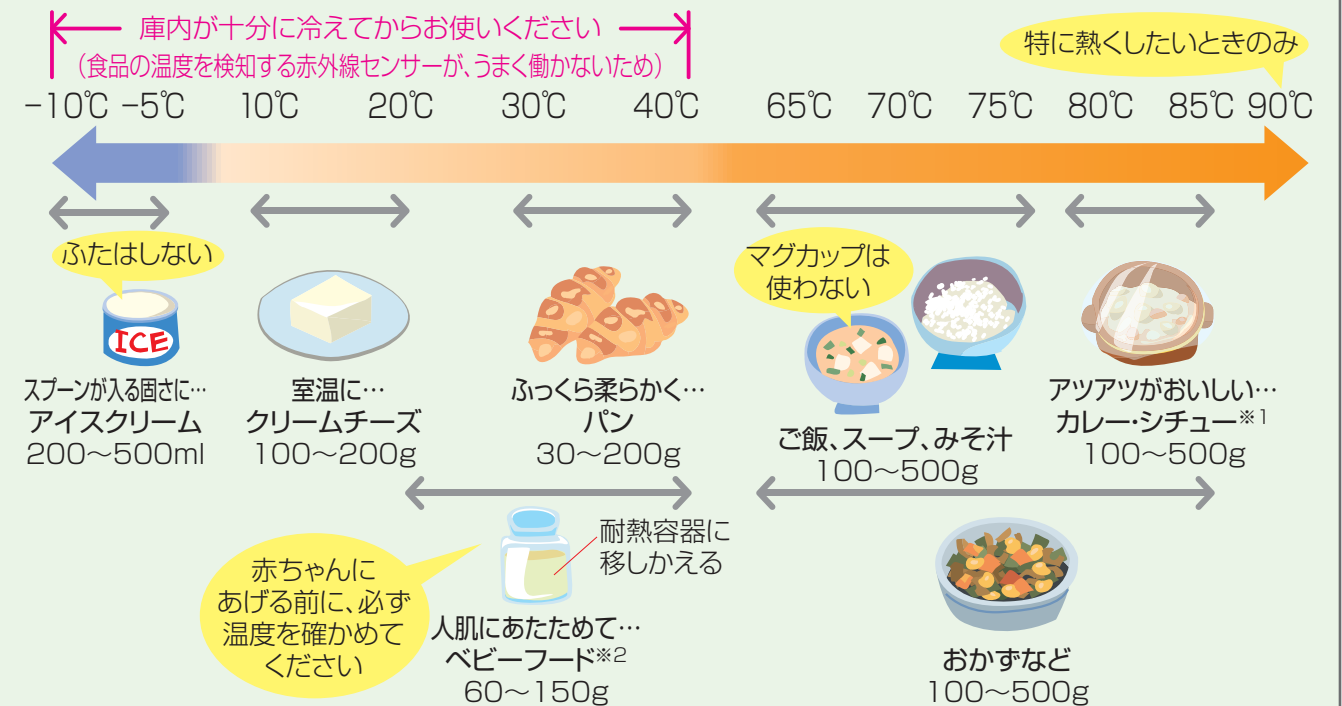 庫内が十分に冷えてからお使いください
（食品の温度を検知する赤外線センサーが、うまく働かないため）
特に熱くしたいときのみ
−10℃ −5℃ 10℃ 20℃ 30℃ 40℃ 65℃ 70℃ 75℃ 80℃ 85℃ 90℃
ふたはしない
ICE
スプーンが入る固さに…
アイスクリーム
200〜500ml
室温に…
クリームチーズ
100〜200g
ふっくら柔らかく…
パン
30〜200g
マグカップは
使わない
ご飯、スープ、みそ汁
100〜500g
アツアツがおいしい…
カレー・シチュー※1
100〜500g
赤ちゃんに
あげる前に、必ず
温度を確かめて
ください
耐熱容器に
移しかえる
人肌にあたためて…
ベビーフード※2
60〜150g
おかずなど
100〜500g